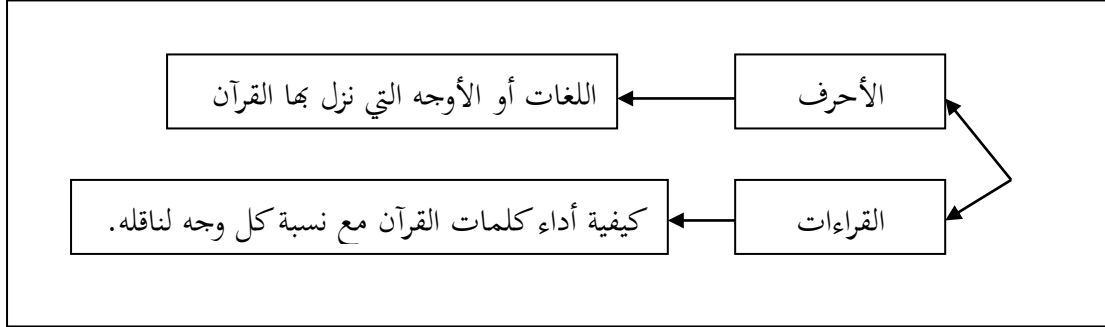 الأحرف
اللغات أو الأوجه التي نزل بها القرآن
القراءات
كيفية أداء كلمات القرآن مع نسبة كل وجه لناقله.